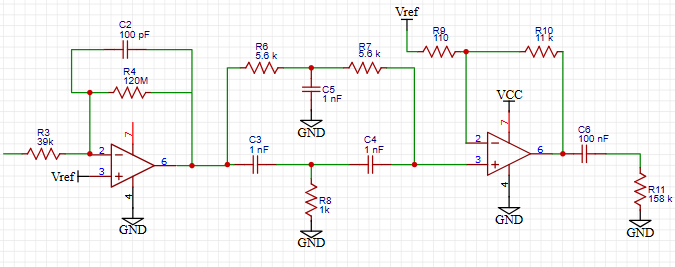 C2
100 pF
R4
120M
R3
39k
7
2
3
6
4
Vref
GND
R6
5.6 k
R7
5.6 k
C5
1 nF
GND
C3
1 nF
C4
1 nF
R8
1k
GND
Vref
R9
110
R10
11 k
VCC
7
2
3
6
4
GND
C6
100 nF
R11
158 k
GND